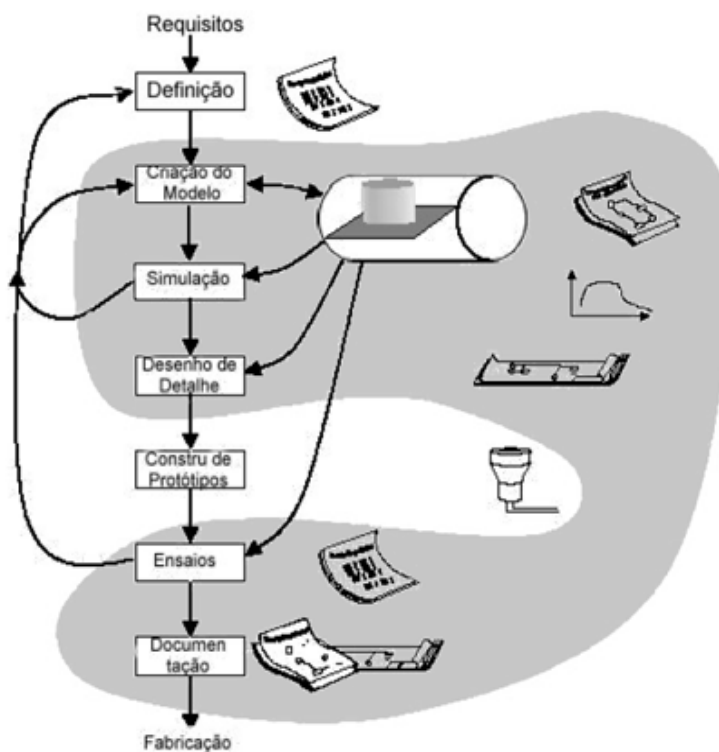 Requisitos
Definição
Criação do
Modelo
Simulação
Desenho de
Detalhe
Constru de
Protótipos
Ensaios
Documen
tação
Fabricação